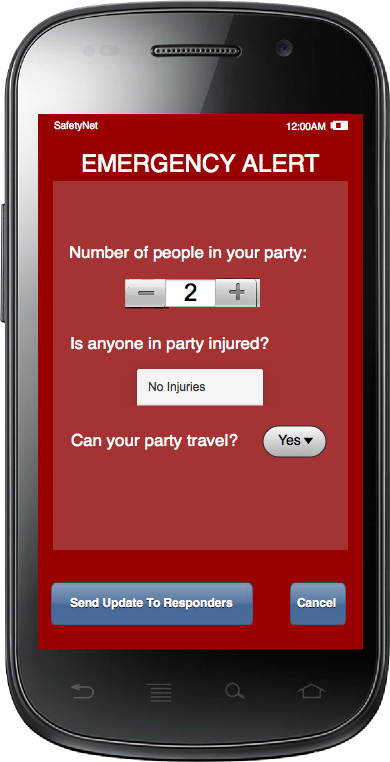 SafetyNet 12:00AM
EMERGENCY ALERT
Number of people in your party:
2
Is anyone in party injured?
No Injuries
Can your party travel? Yes
Send Update To Responders Cancel